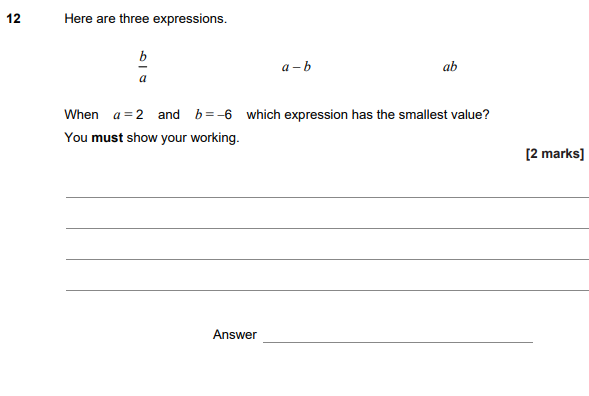 12 Here are three expressions.
b/a a – b ab
When a = 2 and b = –6 which expression has the smallest value?
You must show your working.
[2 marks]
Answer